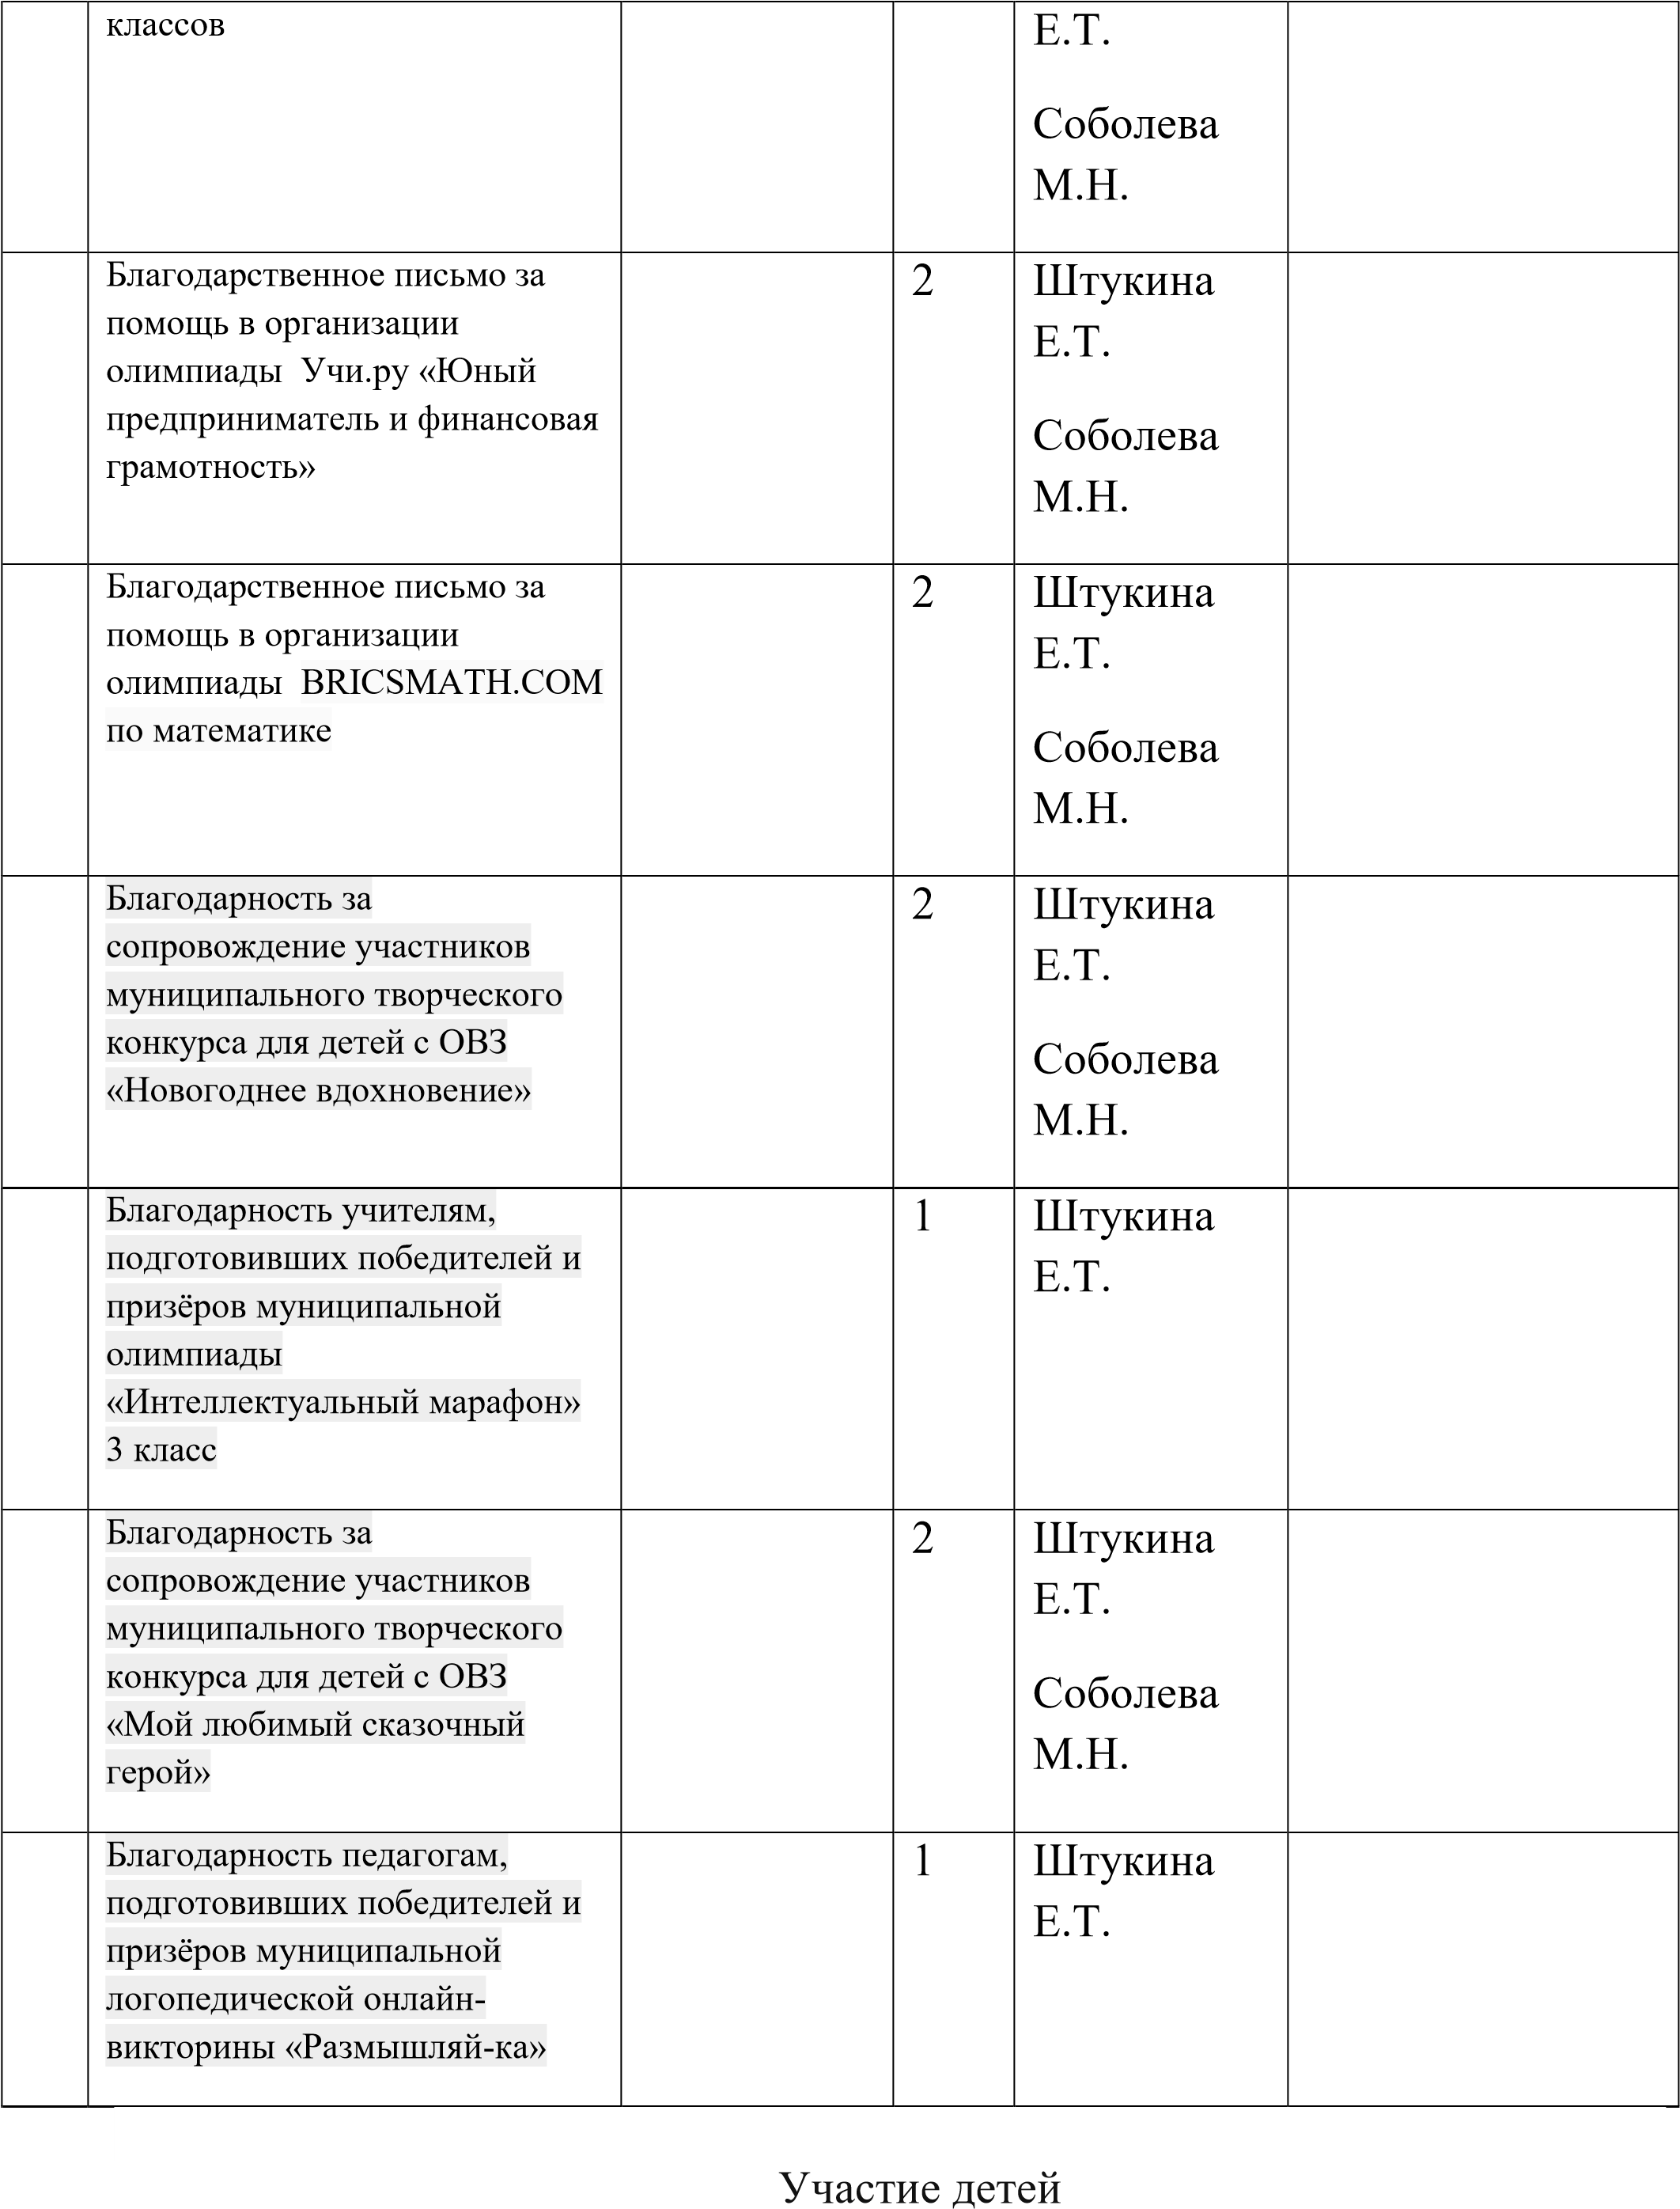 классов
Е.Т.
Соболева
М.Н.
Благодарственное письмо за
помощь в организации
олимпиады Учи.ру «Юный
предприниматель и финансовая
грамотность»
2
Штукина
Е.Т.
Соболева
М.Н.
Благодарственное письмо за
помощь в организации
олимпиады BRICSMATH.COM
по математике
2
Штукина
Е.Т.
Соболева
М.Н.
Благодарность за
сопровождение участников
муниципального творческого
конкурса для детей с ОВЗ
«Новогоднее вдохновение»
2
Штукина
Е.Т.
Соболева
М.Н.
Благодарность учителям,
подготовивших победителей и
призёров муниципальной
олимпиады
«Интеллектуальный марафон»
3 класс
1
Штукина
Е.Т.
Благодарность за
сопровождение участников
муниципального творческого
конкурса для детей с ОВЗ
«Мой любимый сказочный
герой»
2
Штукина
Е.Т.
Соболева
М.Н.
Благодарность педагогам,
подготовивших победителей и
призёров муниципальной
логопедической онлайн-
викторины «Размышляй-ка»
1
Штукина
Е.Т.
Участие детей